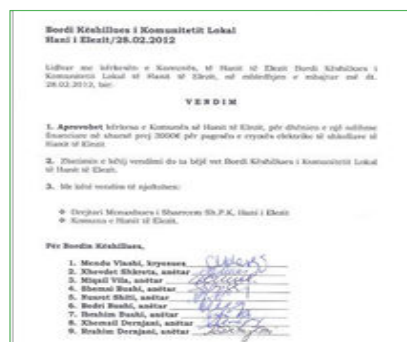 Bordi Këshillues i Komunitetit Lokal
Hani i Elezit/28.02.2012
Lidhur me kërkesën e Komunës, të Hanit të Elezit Bordi Këshillues i
Komunitetit Lokal të Hanit të Elezit, në mbledhjen e mbajtur më dt.
28.02.2012, bën:
VENDIM
1. Aprovohet kërkesa e Komunës së Hanit të Elezit, për dhënien e një ndihme
financiare në shumë prej 3000€ për pagesën e rrymës elektrike të shkollave të
Hanit të Elezit
2. Zbatimin e këtij vendimi do ta bëjë vet Bordi Këshillues i Komunitetit Lokal
të Hanit të Elezit.
3. Me këtë vendim të njoftohen:
❖ Drejtori Menaxhues i Sharrcem Sh.P.K, Hani i Elezit
❖ Komuna e Hanit të Elezit.
Për Bordin Këshillues,
1. Mendu Vlashi, kryesues
2. Xhevdet Shkreta, anëtar
3. Miqail Vila, anëtar
4. Shemsi Bushi, anëtar
5. Nusret anëtar
6. Bedri Bushi, anëtar
7. Ibrahim Bushi, anëtar
8. Xhemail Dernjani, anëtar
9. Rrahim Dernjani, anëtar